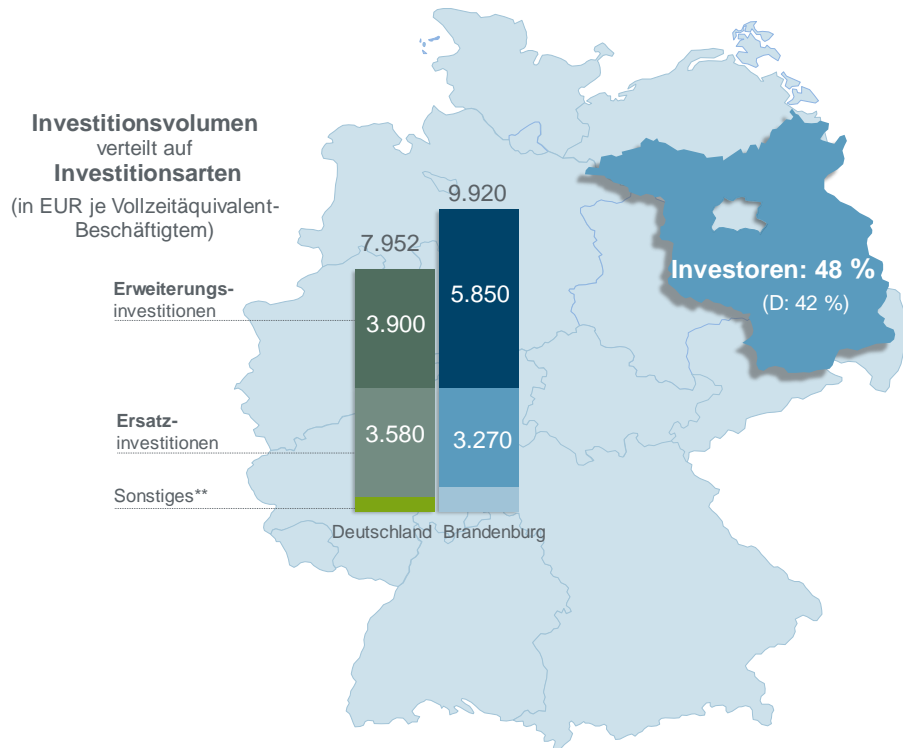 Investitionsvolumen
verteilt auf
Investitionsarten
(in EUR je Vollzeitäquivalent-
Beschäftigtem)
9.920
7.952
Investoren: 48 %
(D: 42 %)
Erweiterungs-
investitionen
3.900
5.850
Ersatz-
investitionen
3.580
3.270
Sonstiges**
Deutschland
Brandenburg